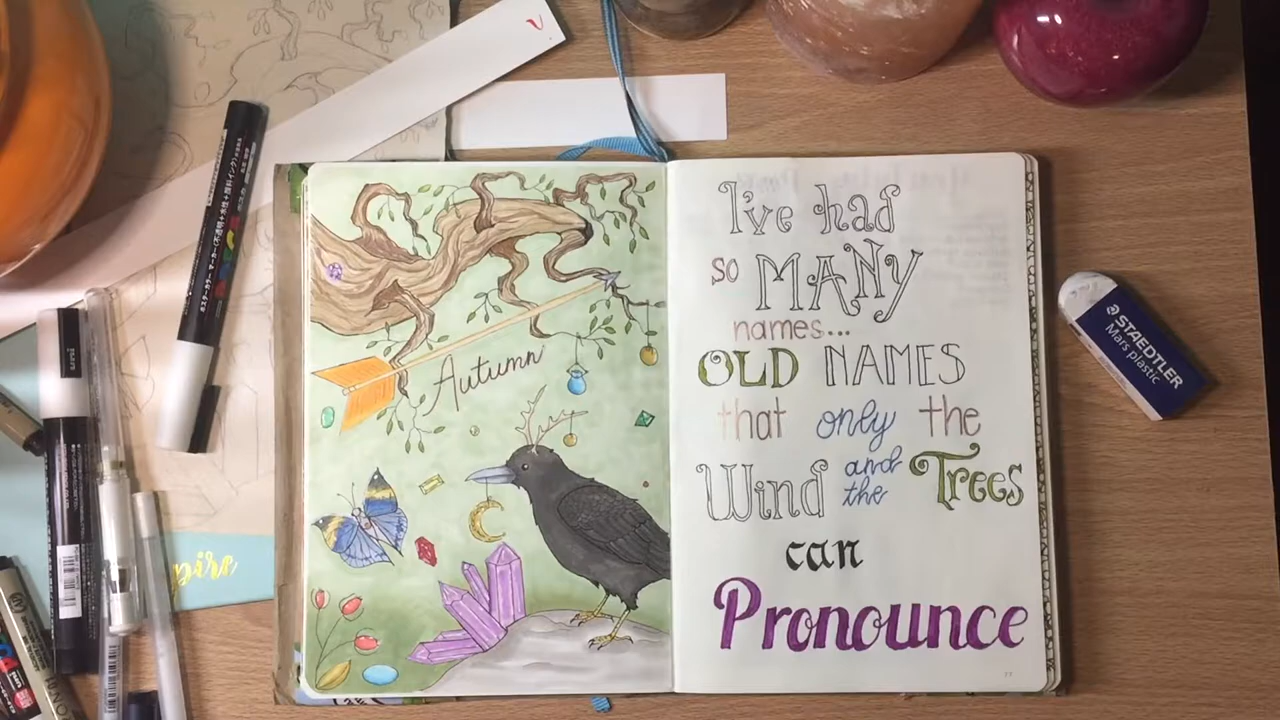 Autumn
I've had
so MANY
names...
OLD NAMES
that only the
Wind and the Trees
can
Pronounce
STAEDTLER
Mars plastic